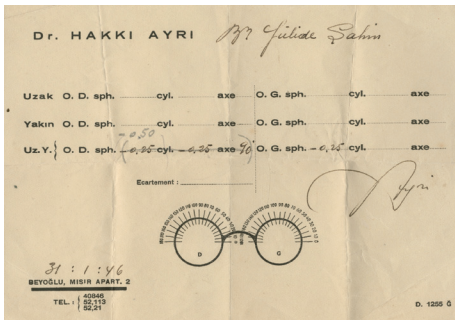 Dr. HAKKI AYRI Bn Jülide Şahin
Uzak O. D. sph. cyl. axe O. G. sph. cyl. axe
Yakın O. D. sph. cyl. axe O. G. sph. cyl. axe
- 0,50
Uz.Y.} O. D. sph. (-0,25 cyl. -0,25 axe 90) O. G. sph. - 0,25 cyl. axe
Ecartement :
Ayri
D G
31 : 1 : 46
BEYOĞLU, MISIR APART. 2
TEL. : { 40846
52,113
52,21
D. 1255 Ğ